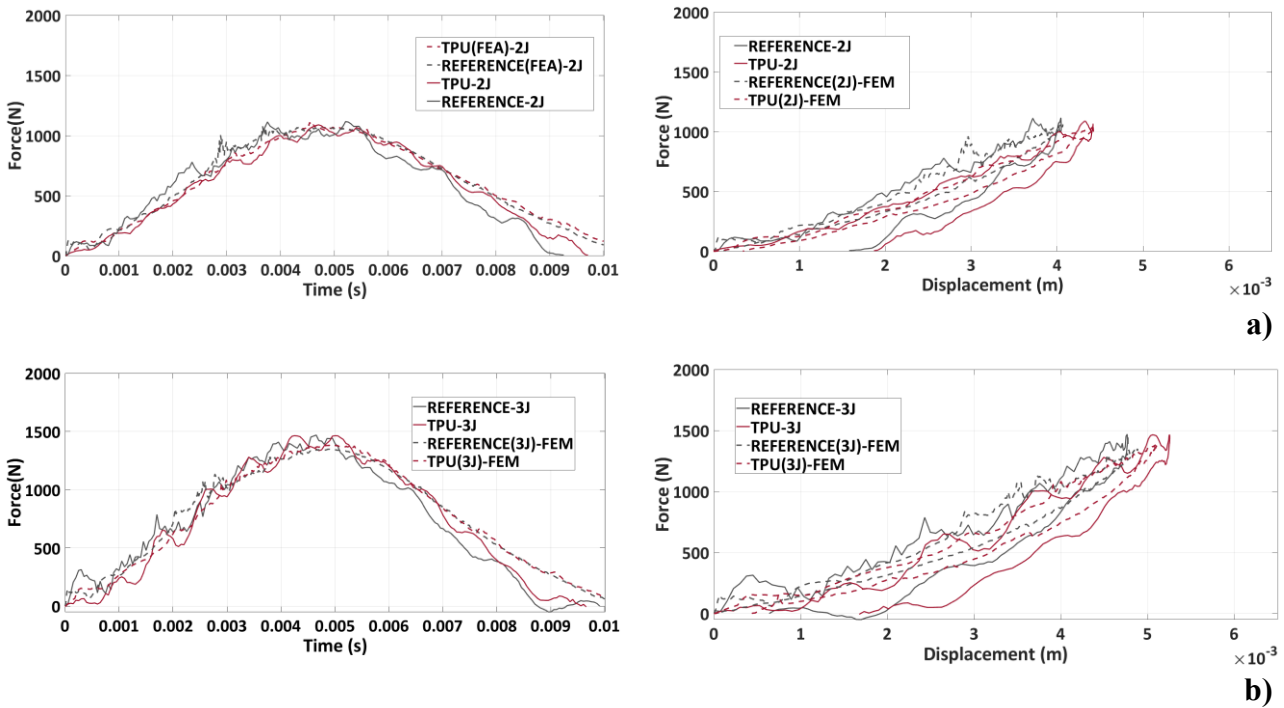 2000
1500
1000
500
0
Force(N)
TPU(FEA)-2J
REFERENCE(FEA)-2J
TPU-2J
REFERENCE-2J
0 0.001 0.002 0.003 0.004 0.005 0.006 0.007 0.008 0.009 0.01
Time (s)
2000
1500
1000
500
0
Force (N)
REFERENCE-2J
TPU-2J
REFERENCE(2J)-FEM
TPU(2J)-FEM
0 1 2 3 4 5 6
Displacement (m)
×10⁻³
a)
2000
1500
1000
500
0
Force(N)
REFERENCE-3J
TPU-3J
REFERENCE(3J)-FEM
TPU(3J)-FEM
0 0.001 0.002 0.003 0.004 0.005 0.006 0.007 0.008 0.009 0.01
Time (s)
2000
1500
1000
500
0
Force (N)
REFERENCE-3J
TPU-3J
REFERENCE(3J)-FEM
TPU(3J)-FEM
0 1 2 3 4 5 6
Displacement (m)
×10⁻³
b)